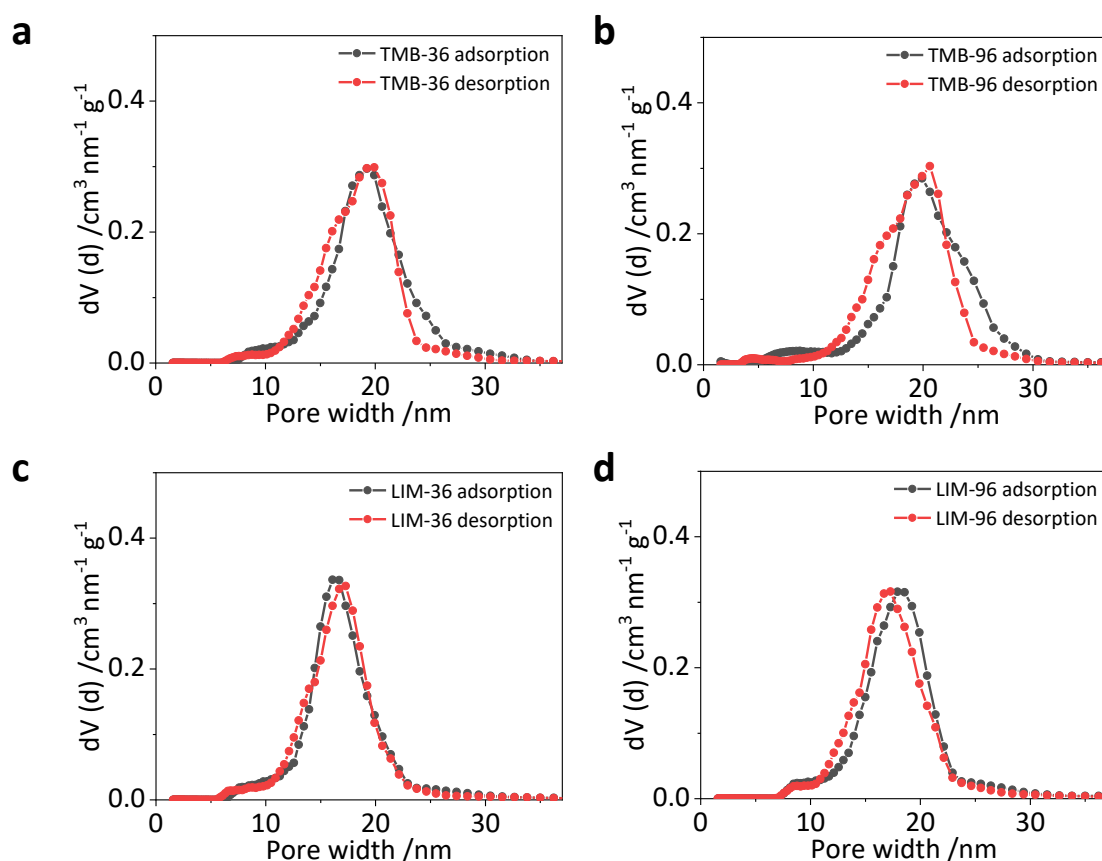 a
TMB-36 adsorption
TMB-36 desorption
dV (d) /cm³ nm⁻¹ g⁻¹
0.4
0.2
0.0
0 10 20 30
Pore width /nm
b
TMB-96 adsorption
TMB-96 desorption
dV (d) /cm³ nm⁻¹ g⁻¹
0.4
0.2
0.0
0 10 20 30
Pore width /nm
c
LIM-36 adsorption
LIM-36 desorption
dV (d) /cm³ nm⁻¹ g⁻¹
0.4
0.2
0.0
0 10 20 30
Pore width /nm
d
LIM-96 adsorption
LIM-96 desorption
dV (d) /cm³ nm⁻¹ g⁻¹
0.4
0.2
0.0
0 10 20 30
Pore width /nm